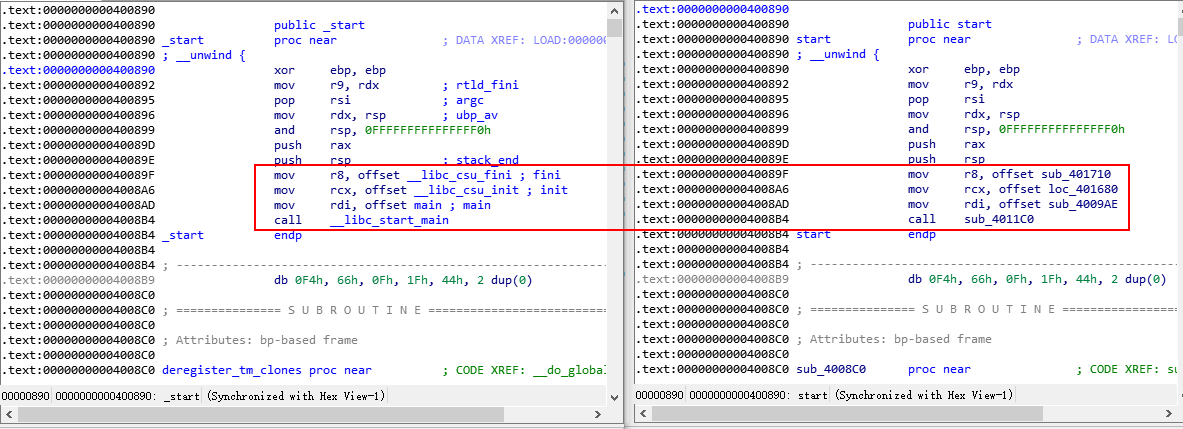 .text:0000000000400890
.text:0000000000400890 public _start
.text:0000000000400890 _start proc near ; DATA XREF: LOAD:000000
.text:0000000000400890 ; __unwind {
.text:0000000000400890 xor ebp, ebp
.text:0000000000400892 mov r9, rdx ; rtld_fini
.text:0000000000400895 pop rsi ; argc
.text:0000000000400896 mov rdx, rsp ; ubp_av
.text:0000000000400899 and rsp, 0FFFFFFFFFFFFFFF0h
.text:000000000040089D push rax
.text:000000000040089E push rsp ; stack_end
.text:000000000040089F mov r8, offset __libc_csu_fini ; fini
.text:00000000004008A6 mov rcx, offset __libc_csu_init ; init
.text:00000000004008AD mov rdi, offset main ; main
.text:00000000004008B4 call __libc_start_main
.text:00000000004008B4 _start endp
.text:00000000004008B4
.text:00000000004008B4 ; ---------------------------------------------------------------
.text:00000000004008B9 db 0F4h, 66h, 0Fh, 1Fh, 44h, 2 dup(0)
.text:00000000004008C0
.text:00000000004008C0 ; =============== S U B R O U T I N E ===========================
.text:00000000004008C0
.text:00000000004008C0 ; Attributes: bp-based frame
.text:00000000004008C0
.text:00000000004008C0 deregister_tm_clones proc near ; CODE XREF: __do_global
00000890 0000000000400890: _start (Synchronized with Hex View-1)
.text:0000000000400890
.text:0000000000400890 public start
.text:0000000000400890 start proc near ; DATA XREF: LO
.text:0000000000400890 ; __unwind {
.text:0000000000400890 xor ebp, ebp
.text:0000000000400892 mov r9, rdx
.text:0000000000400895 pop rsi
.text:0000000000400896 mov rdx, rsp
.text:0000000000400899 and rsp, 0FFFFFFFFFFFFFFF0h
.text:000000000040089D push rax
.text:000000000040089E push rsp
.text:000000000040089F mov r8, offset sub_401710
.text:00000000004008A6 mov rcx, offset loc_401680
.text:00000000004008AD mov rdi, offset sub_4009AE
.text:00000000004008B4 call sub_4011C0
.text:00000000004008B4 start endp
.text:00000000004008B4
.text:00000000004008B4 ; ---------------------------------------------------------------
.text:00000000004008B9 db 0F4h, 66h, 0Fh, 1Fh, 44h, 2 dup(0)
.text:00000000004008C0
.text:00000000004008C0 ; =============== S U B R O U T I N E ===================
.text:00000000004008C0
.text:00000000004008C0 ; Attributes: bp-based frame
.text:00000000004008C0
.text:00000000004008C0 sub_4008C0 proc near ; CODE XREF: su
00000890 0000000000400890: start (Synchronized with Hex View-1)